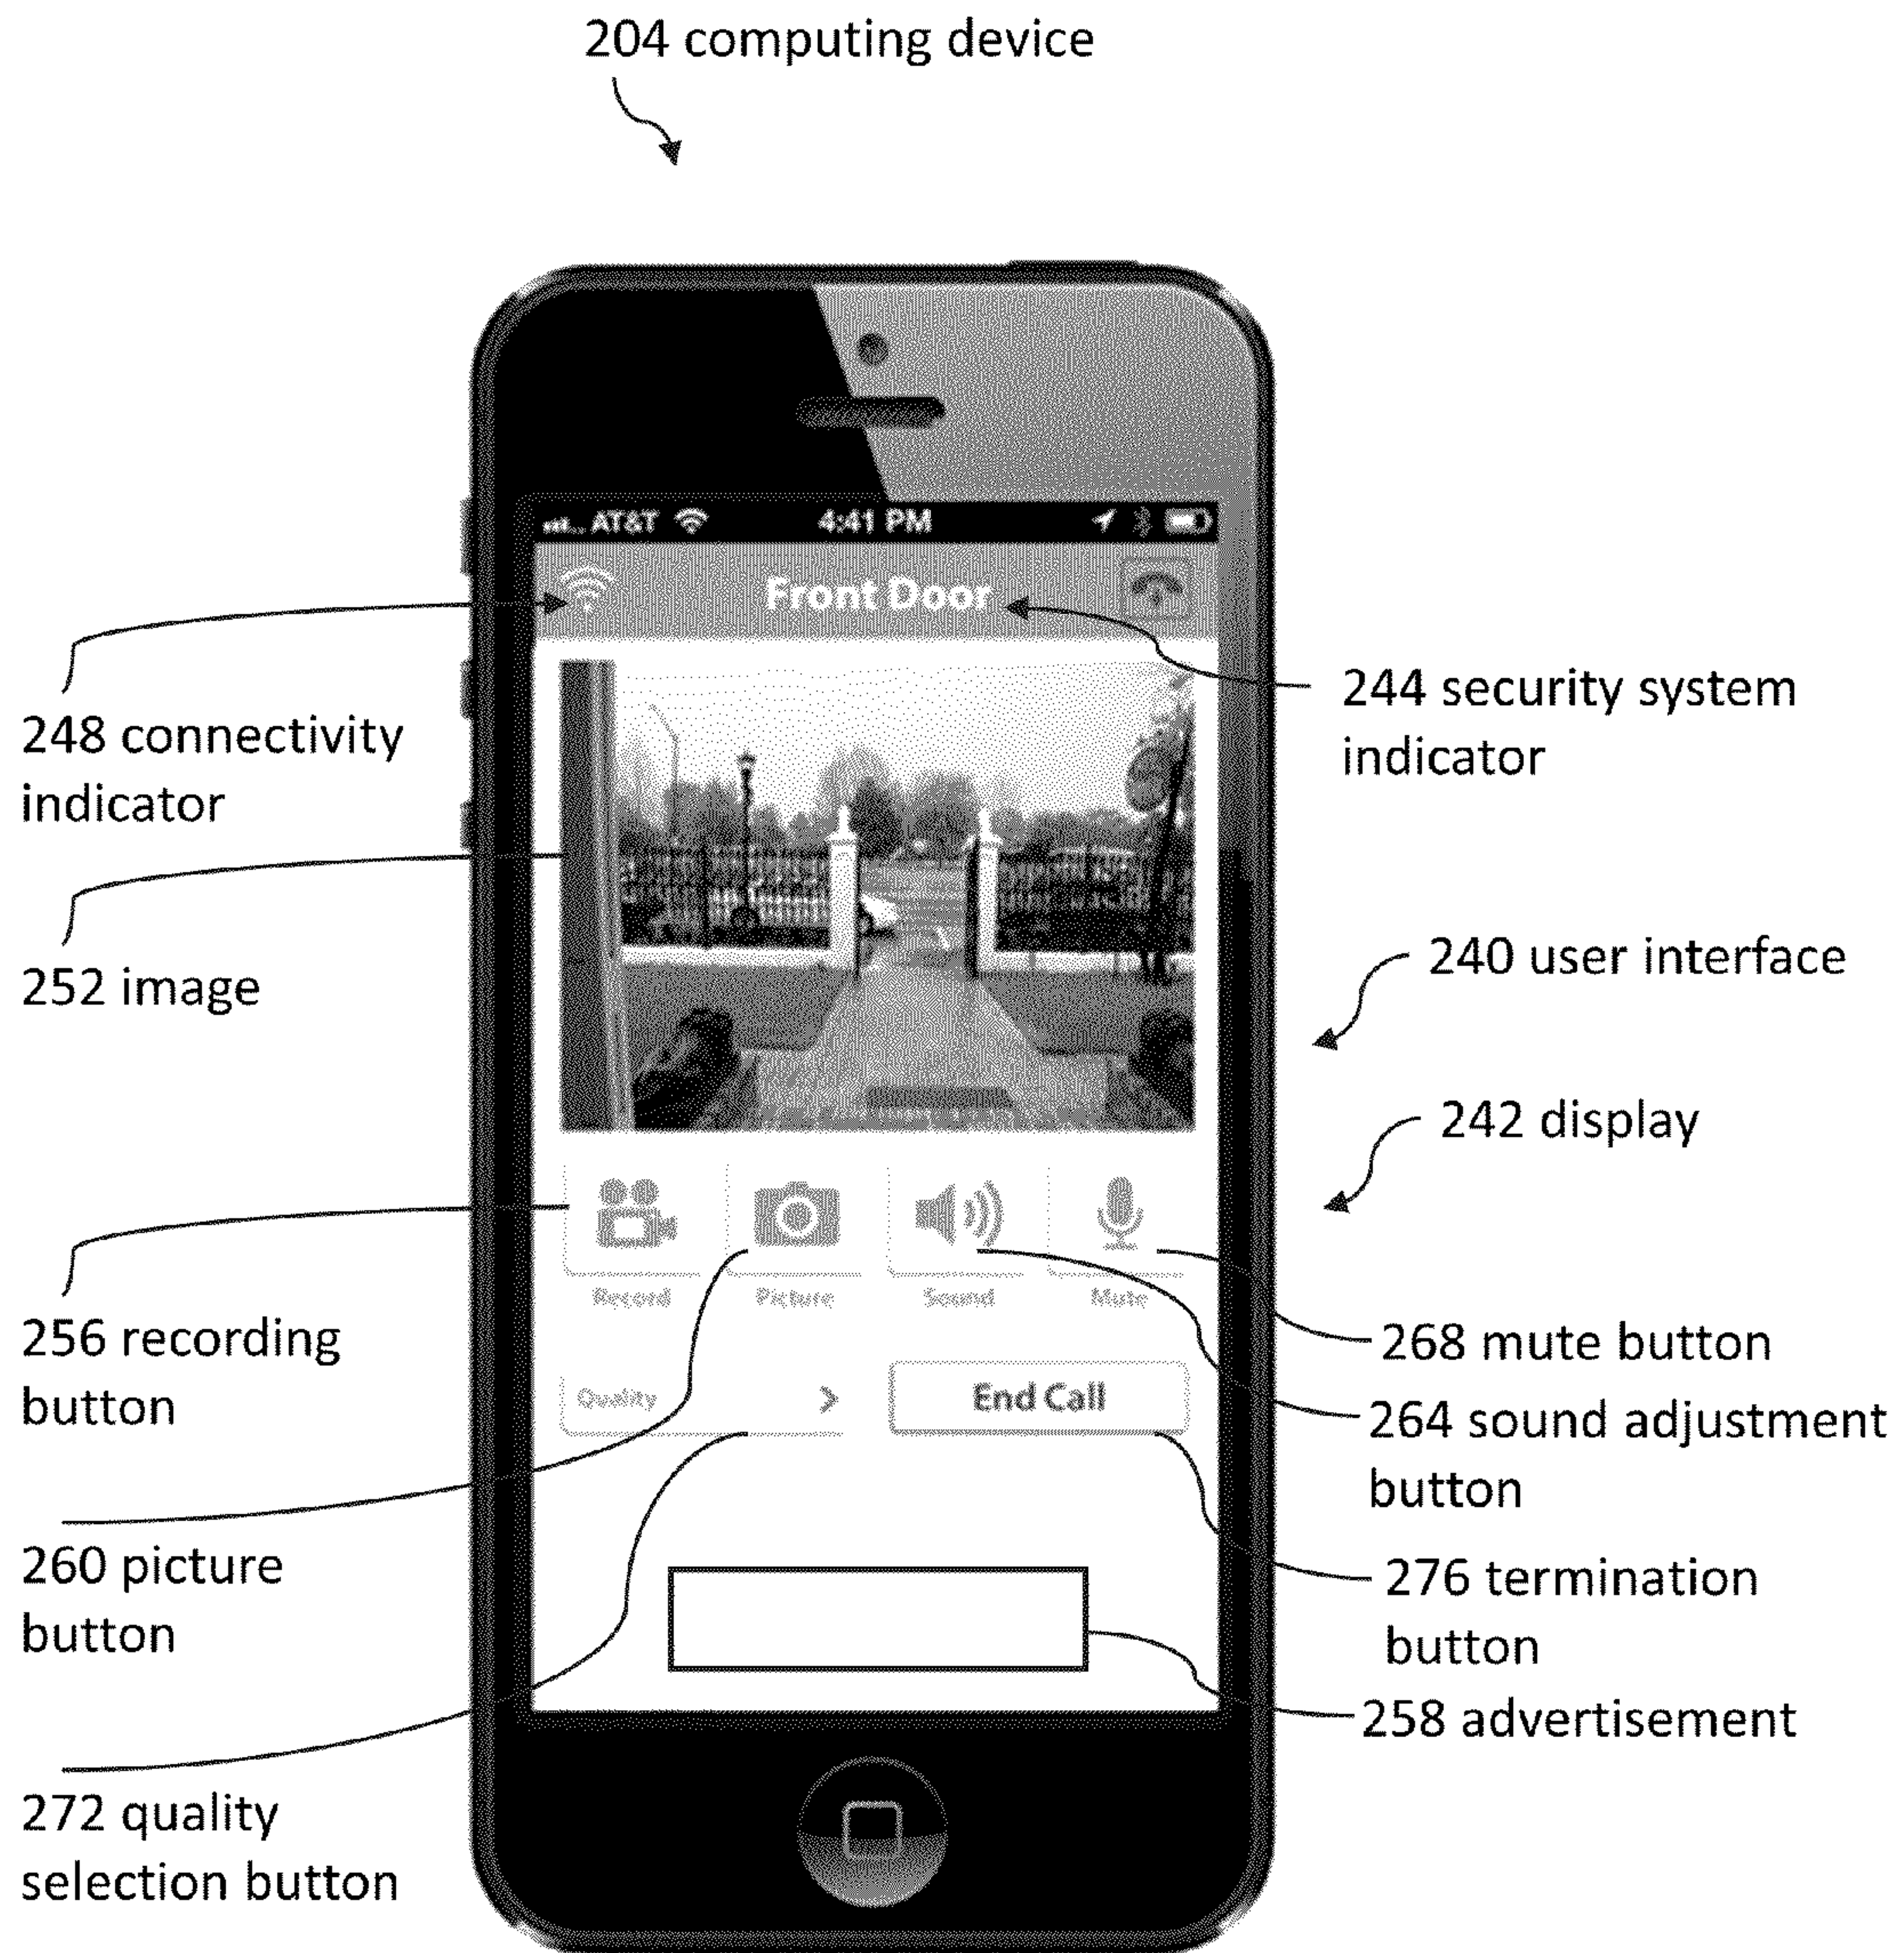 204 computing device
AT&T 4:41 PM
Front Door
248 connectivity
indicator
244 security system
indicator
252 image
240 user interface
242 display
Record Picture Sound Mute
256 recording
button
268 mute button
Quality > End Call
264 sound adjustment
button
260 picture
button
276 termination
button
258 advertisement
272 quality
selection button